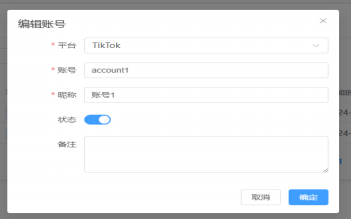 编辑账号
* 平台 TikTok
* 账号 account1
* 昵称 账号1
状态
备注
取消 确定